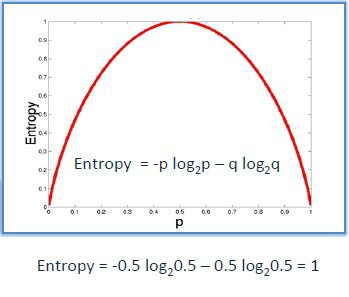 1
0.9
0.8
0.7
0.6
0.5
0.4
0.3
0.2
0.1
0
Entropy
Entropy = -p log2p – q log2q
0 0.1 0.2 0.3 0.4 0.5 0.6 0.7 0.8 0.9 1
p
Entropy = -0.5 log20.5 – 0.5 log20.5 = 1